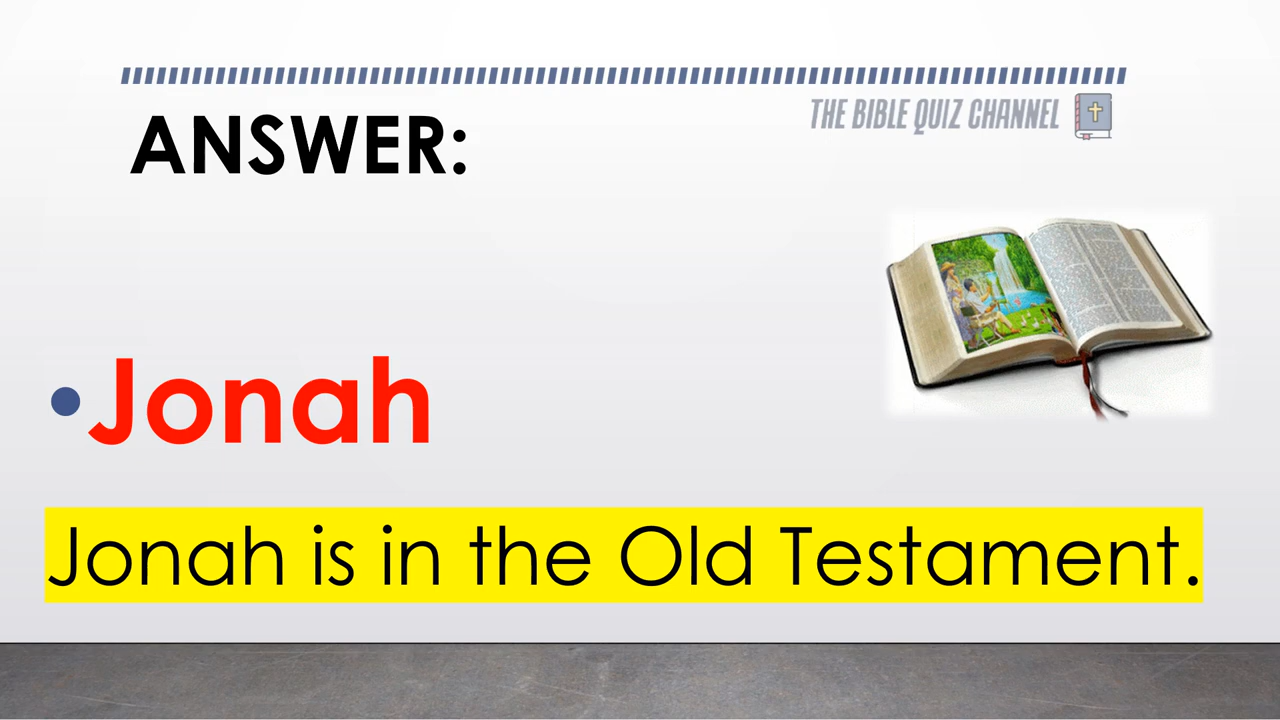 THE BIBLE QUIZ CHANNEL
ANSWER:
•Jonah
Jonah is in the Old Testament.